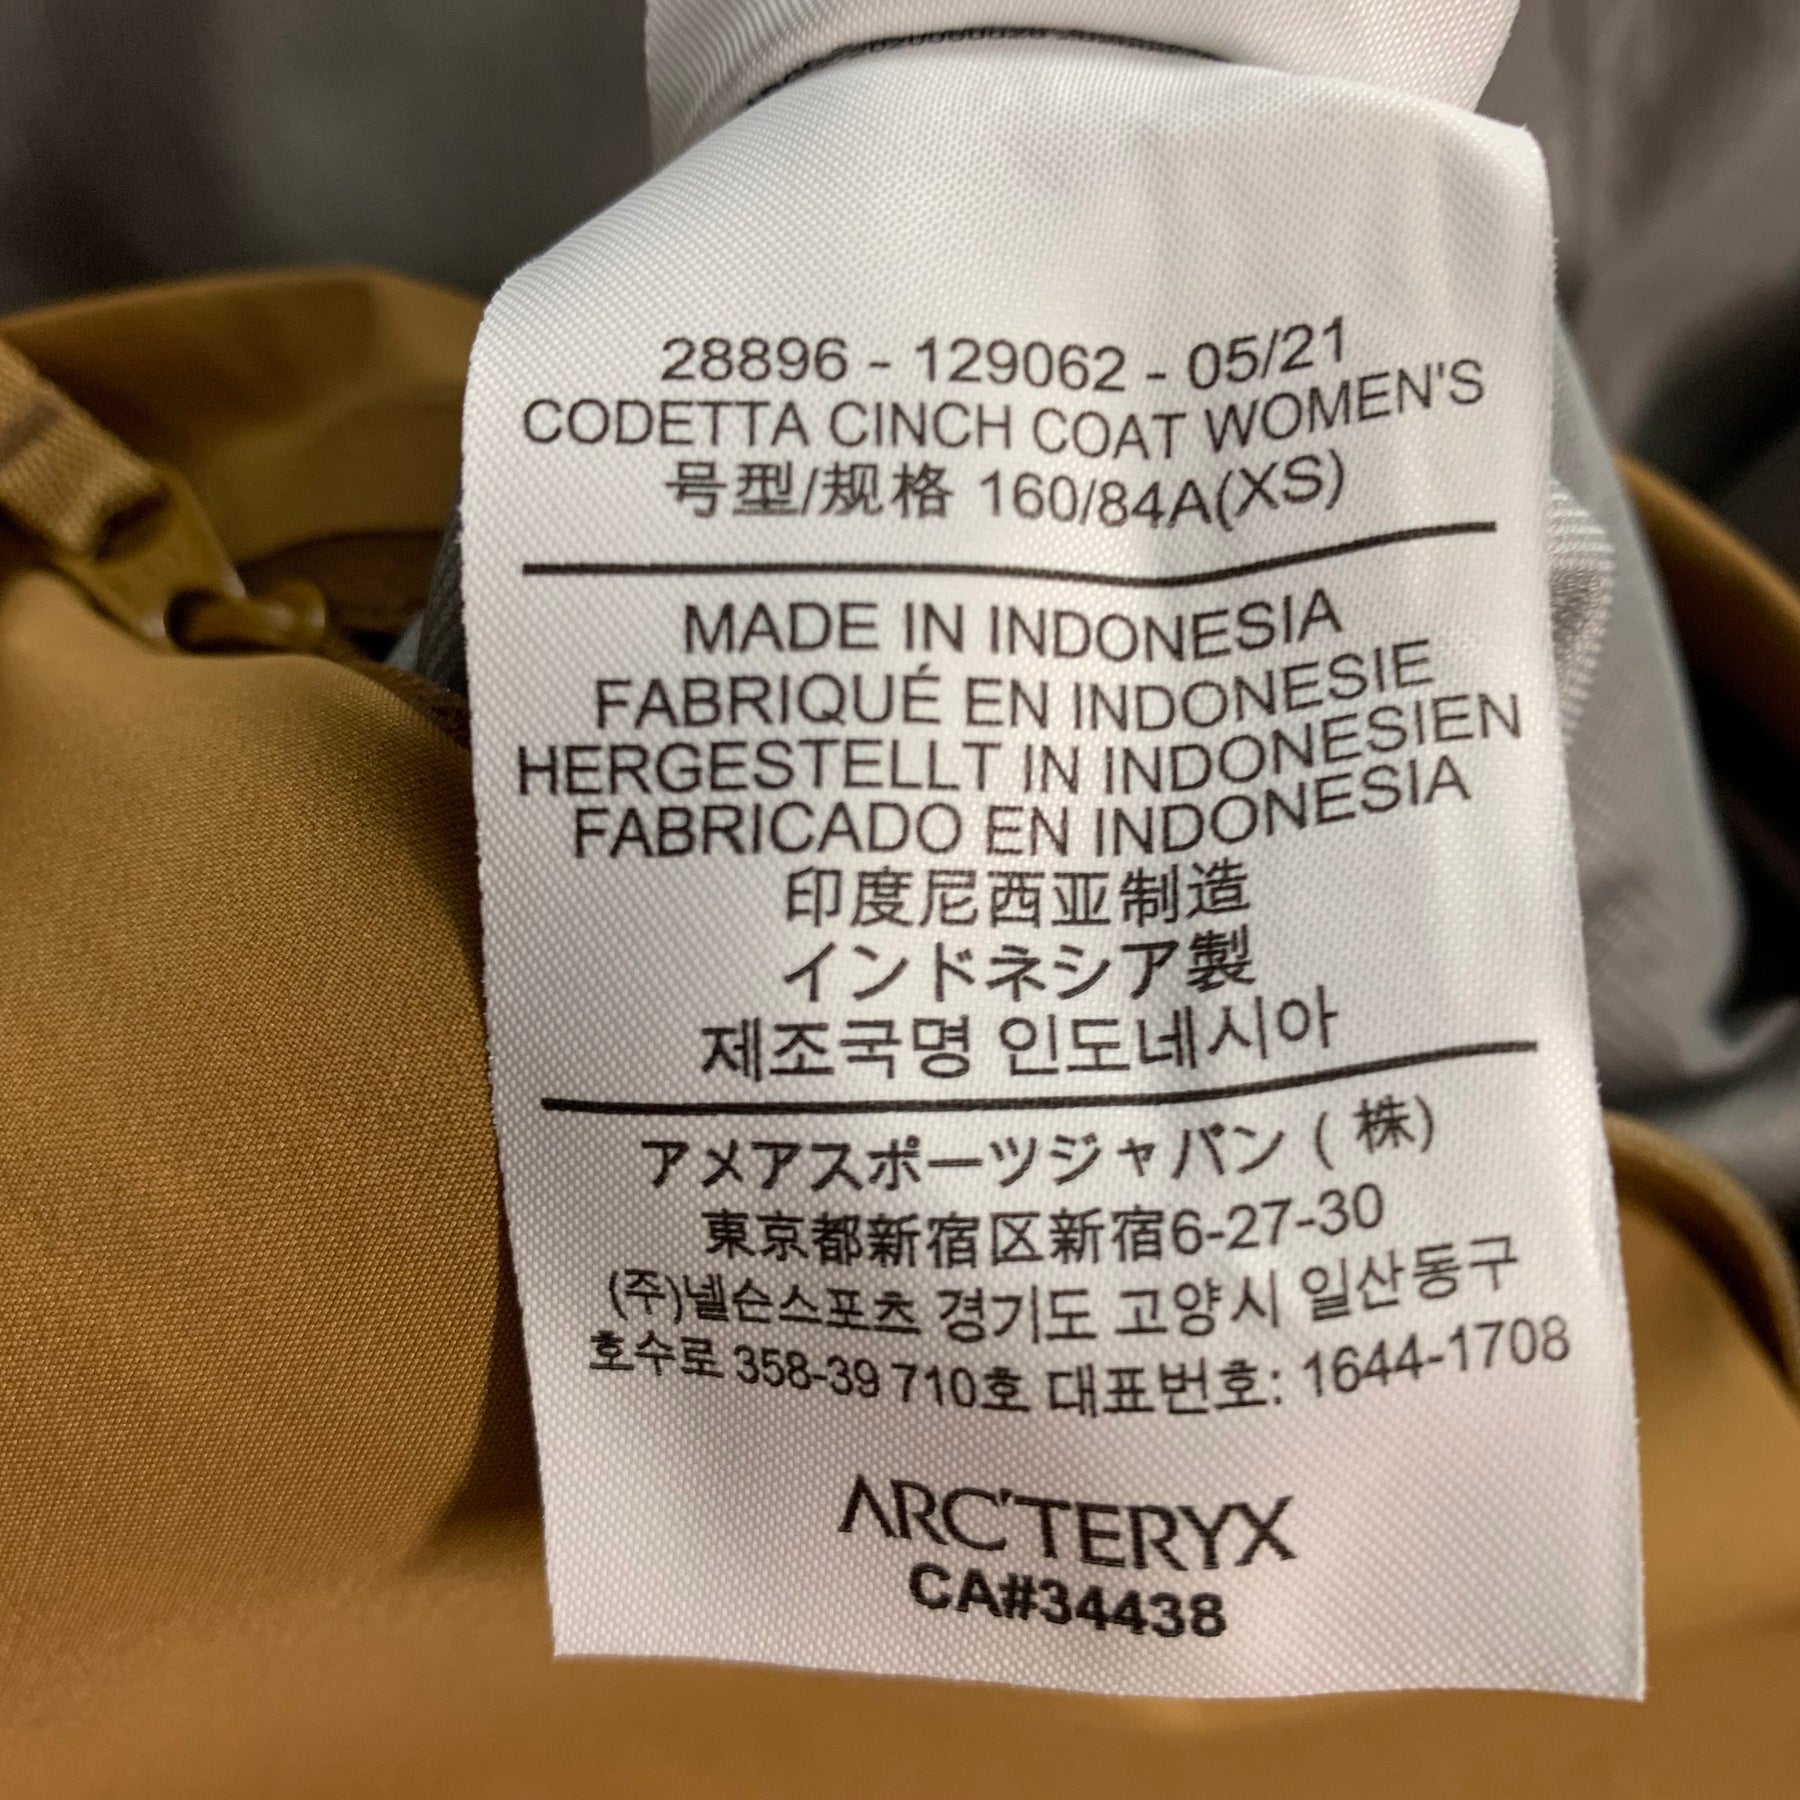 28896 - 129062 - 05/21
CODETTA CINCH COAT WOMEN'S
号型/规格 160/84A(XS)
MADE IN INDONESIA
FABRIQUÉ EN INDONESIE
HERGESTELLT IN INDONESIEN
FABRICADO EN INDONESIA
印度尼西亚制造
インドネシア製
제조국명 인도네시아
アメアスポーツジャパン ( 株)
東京都新宿区新宿6-27-30
(주)넬슨스포츠 경기도 고양시 일산동구
호수로 358-39 710호 대표번호: 1644-1708
ARC'TERYX
CA#34438